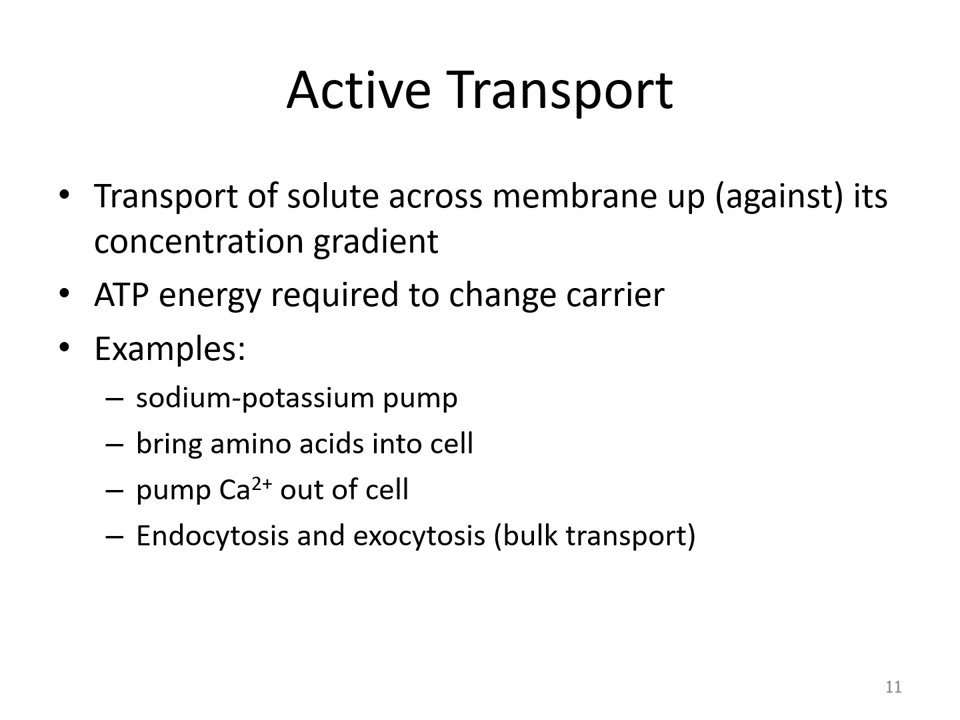 Active Transport
• Transport of solute across membrane up (against) its
concentration gradient
• ATP energy required to change carrier
• Examples:
– sodium-potassium pump
– bring amino acids into cell
– pump Ca²⁺ out of cell
– Endocytosis and exocytosis (bulk transport)
11